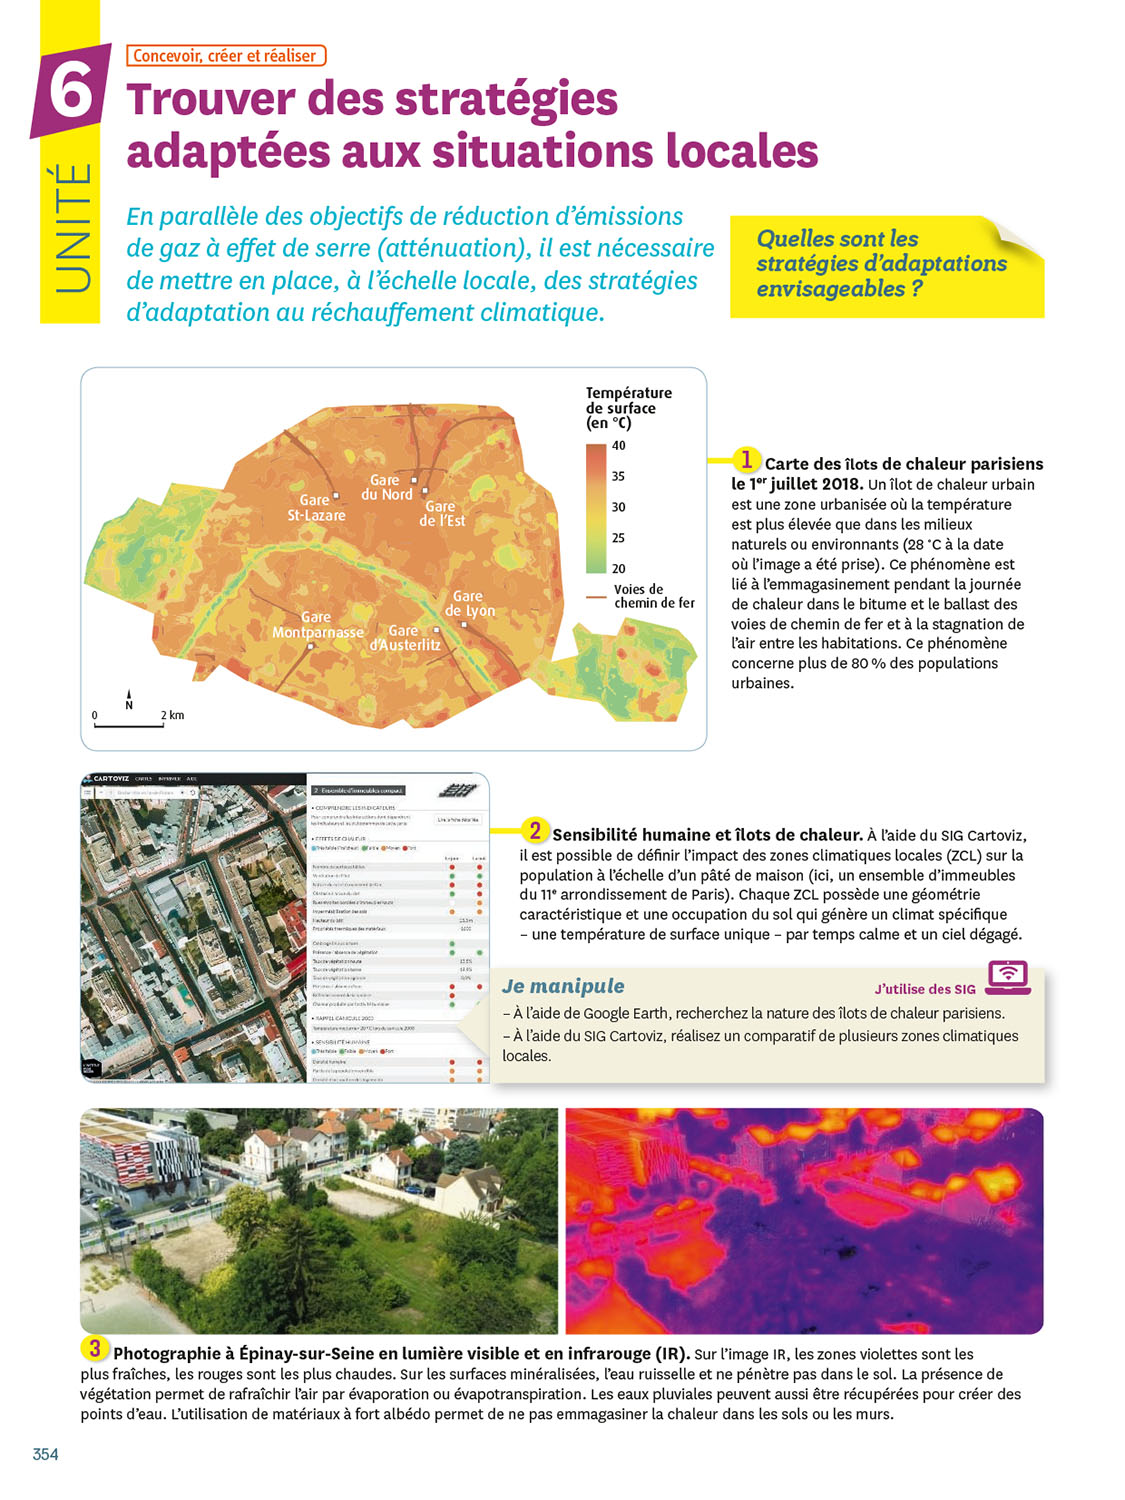 Concevoir, créer et réaliser
6
UNITÉ
Trouver des stratégies
adaptées aux situations locales
En parallèle des objectifs de réduction d'émissions
de gaz à effet de serre (atténuation), il est nécessaire
de mettre en place, à l'échelle locale, des stratégies
d'adaptation au réchauffement climatique.
Quelles sont les
stratégies d'adaptations
envisageables ?
Température
de surface
(en °C)
40
35
30
25
20
Voies de
chemin de fer
Gare
St-Lazare
Gare
du Nord
Gare
de l'Est
Gare
de Lyon
Gare
Montparnasse
Gare
d'Austerlitz
N
0 2 km
1 Carte des îlots de chaleur parisiens
le 1er juillet 2018. Un îlot de chaleur urbain
est une zone urbanisée où la température
est plus élevée que dans les milieux
naturels ou environnants (28 °C à la date
où l'image a été prise). Ce phénomène est
lié à l'emmagasinement pendant la journée
de chaleur dans le bitume et le ballast des
voies de chemin de fer et à la stagnation de
l'air entre les habitations. Ce phénomène
concerne plus de 80 % des populations
urbaines.
CARTOVIZ
2 Ensemble d'immeubles compact
COMPRENDRE LES INDICATEURS
EFFETS DE CHALEUR
RAPPEL CANICULE 2003
SENSIBILITÉ HUMAINE
2 Sensibilité humaine et îlots de chaleur. À l'aide du SIG Cartoviz,
il est possible de définir l'impact des zones climatiques locales (ZCL) sur la
population à l'échelle d'un pâté de maison (ici, un ensemble d'immeubles
du 11e arrondissement de Paris). Chaque ZCL possède une géométrie
caractéristique et une occupation du sol qui génère un climat spécifique
– une température de surface unique – par temps calme et un ciel dégagé.
Je manipule
J'utilise des SIG
– À l'aide de Google Earth, recherchez la nature des îlots de chaleur parisiens.
– À l'aide du SIG Cartoviz, réalisez un comparatif de plusieurs zones climatiques
locales.
3 Photographie à Épinay-sur-Seine en lumière visible et en infrarouge (IR). Sur l'image IR, les zones violettes sont les
plus fraîches, les rouges sont les plus chaudes. Sur les surfaces minéralisées, l'eau ruisselle et ne pénètre pas dans le sol. La présence de
végétation permet de rafraîchir l'air par évaporation ou évapotranspiration. Les eaux pluviales peuvent aussi être récupérées pour créer des
points d'eau. L'utilisation de matériaux à fort albédo permet de ne pas emmagasiner la chaleur dans les sols ou les murs.
354